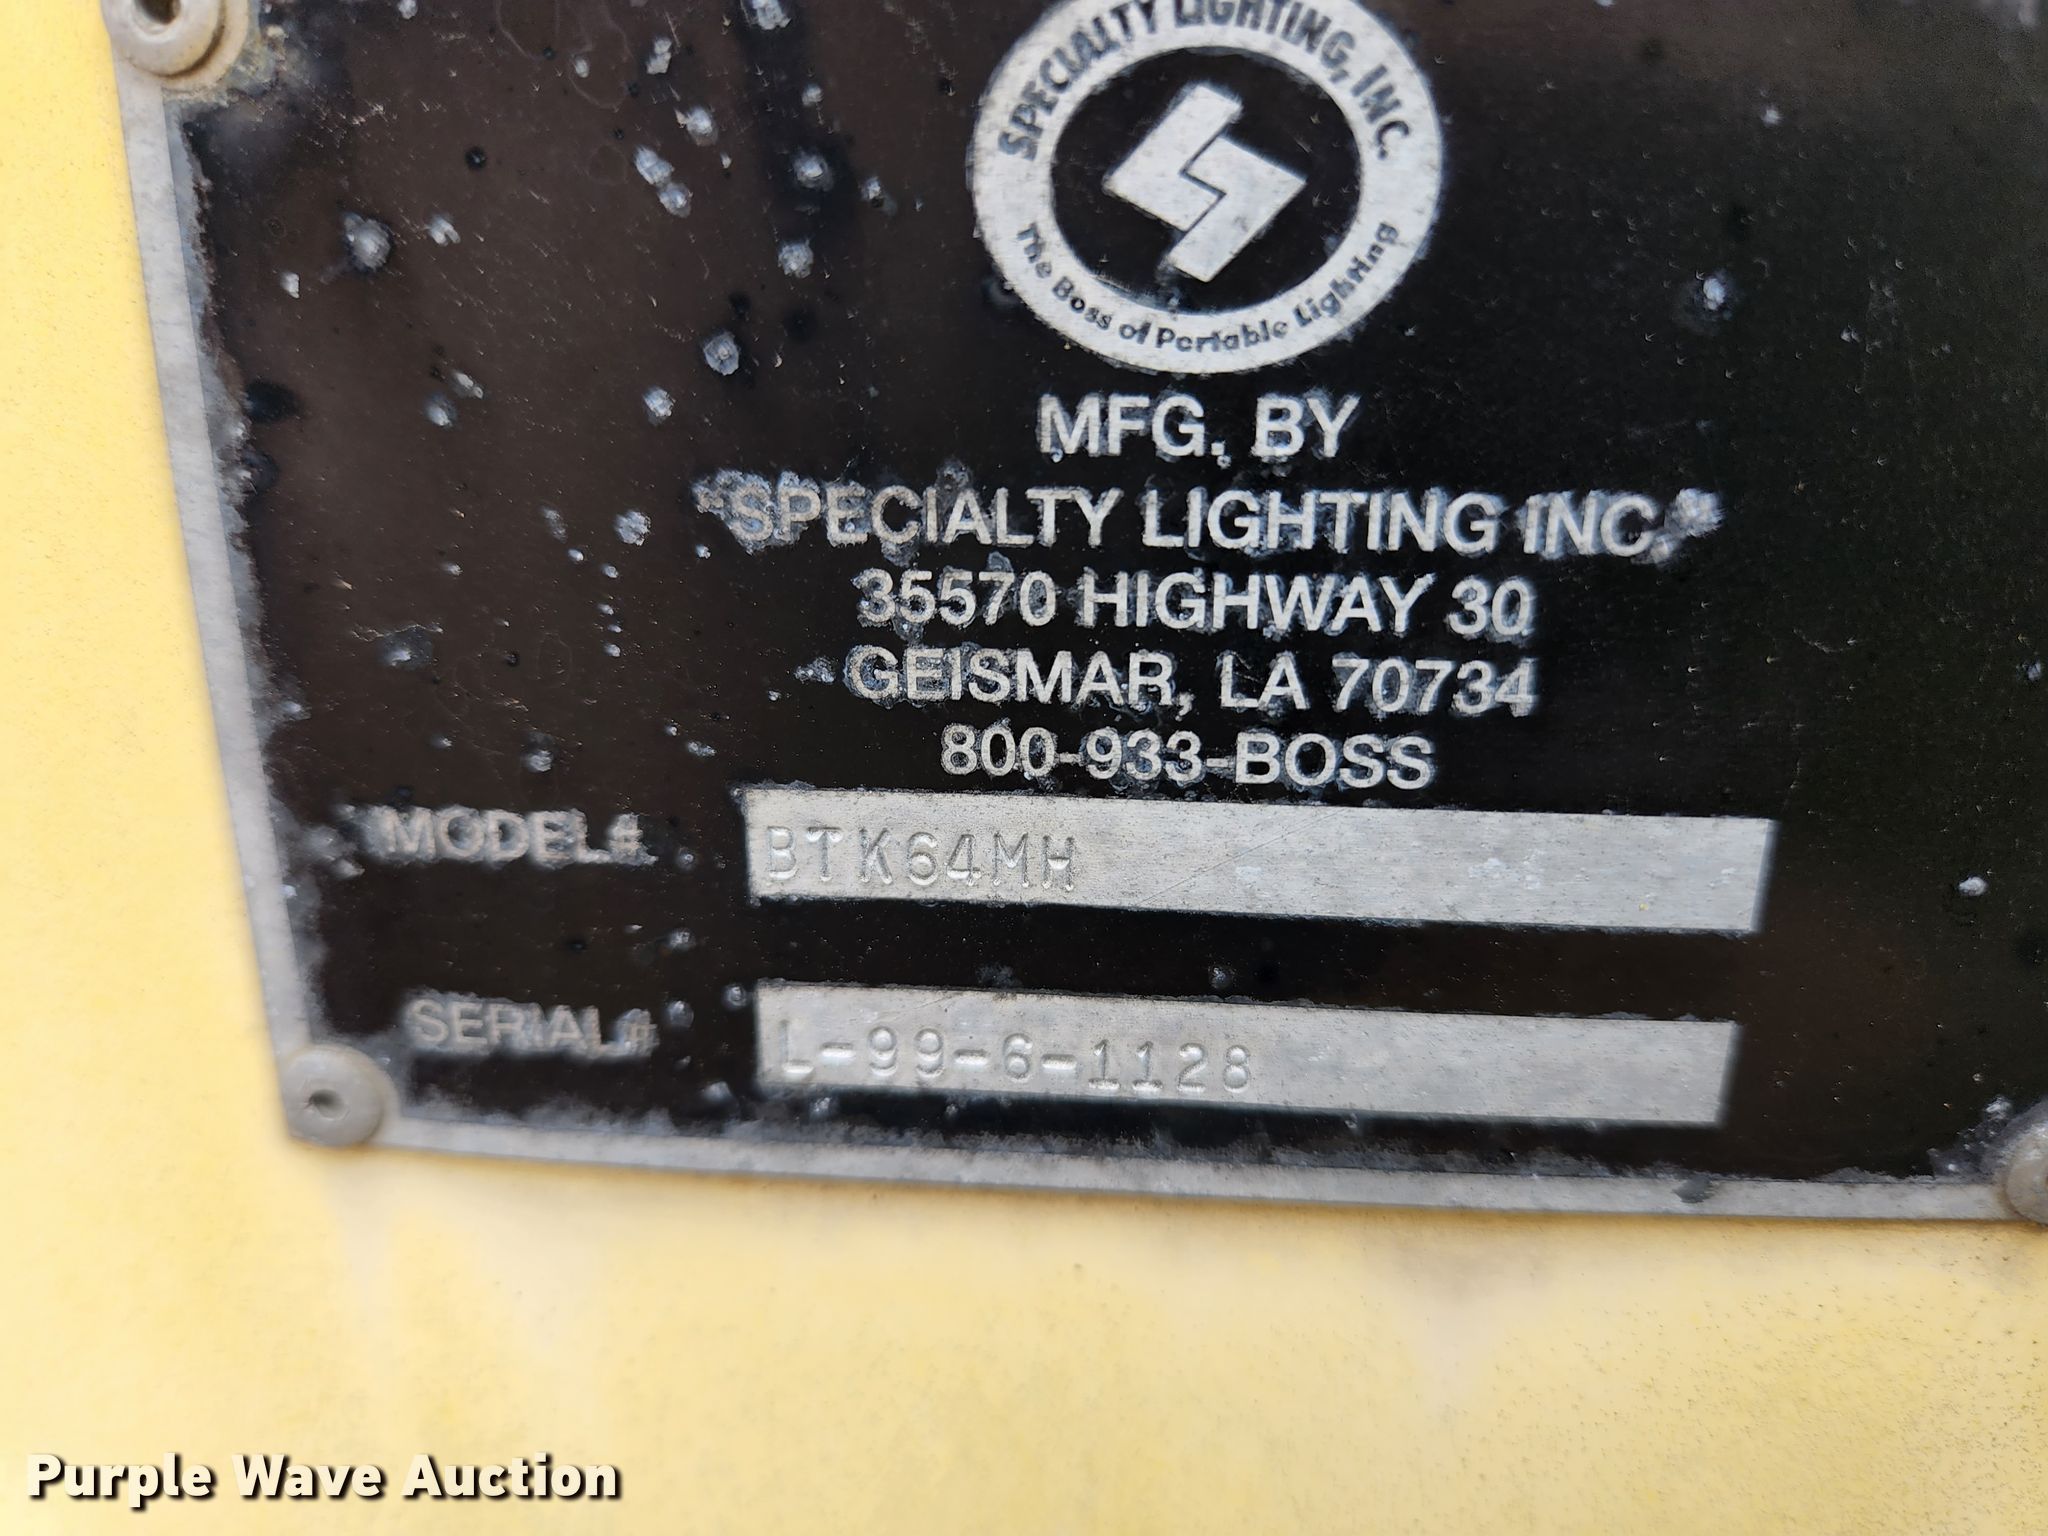 SPECIALTY LIGHTING, INC.
The Boss of Portable Lighting
MFG. BY
"SPECIALTY LIGHTING INC."
35570 HIGHWAY 30
GEISMAR, LA 70734
800-933-BOSS
MODEL# BTK64MH
SERIAL# L-99-6-1128
Purple Wave Auction